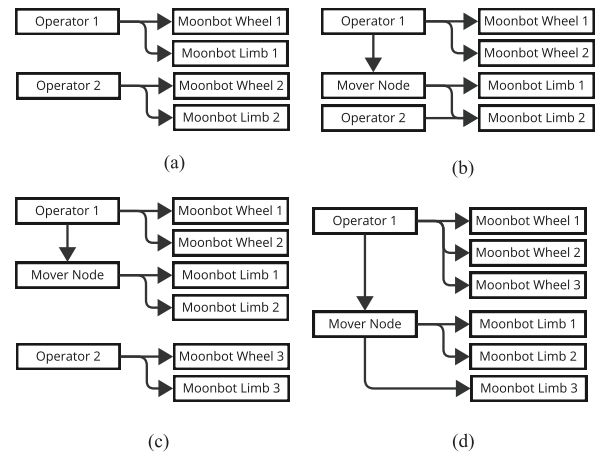 Operator 1
Moonbot Wheel 1
Moonbot Limb 1
Operator 2
Moonbot Wheel 2
Moonbot Limb 2
(a)
Operator 1
Moonbot Wheel 1
Moonbot Wheel 2
Mover Node
Moonbot Limb 1
Operator 2
Moonbot Limb 2
(b)
Operator 1
Moonbot Wheel 1
Moonbot Wheel 2
Mover Node
Moonbot Limb 1
Moonbot Limb 2
Operator 2
Moonbot Wheel 3
Moonbot Limb 3
(c)
Operator 1
Moonbot Wheel 1
Moonbot Wheel 2
Moonbot Wheel 3
Mover Node
Moonbot Limb 1
Moonbot Limb 2
Moonbot Limb 3
(d)